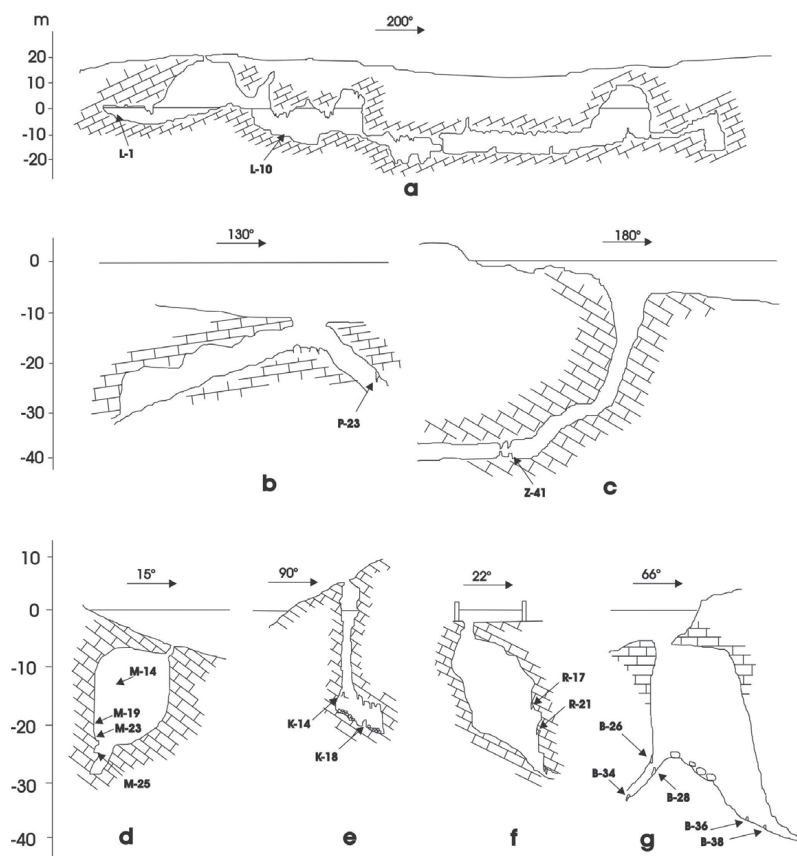 m
200°
20
10
0
-10
-20
L-1
L-10
a
130°
180°
0
-10
-20
-30
-40
P-23
Z-41
b
c
10
0
-10
-20
-30
-40
15°
90°
22°
66°
M-14
M-19
M-23
M-25
K-14
K-18
R-17
R-21
B-26
B-34
B-28
B-36
B-38
d
e
f
g